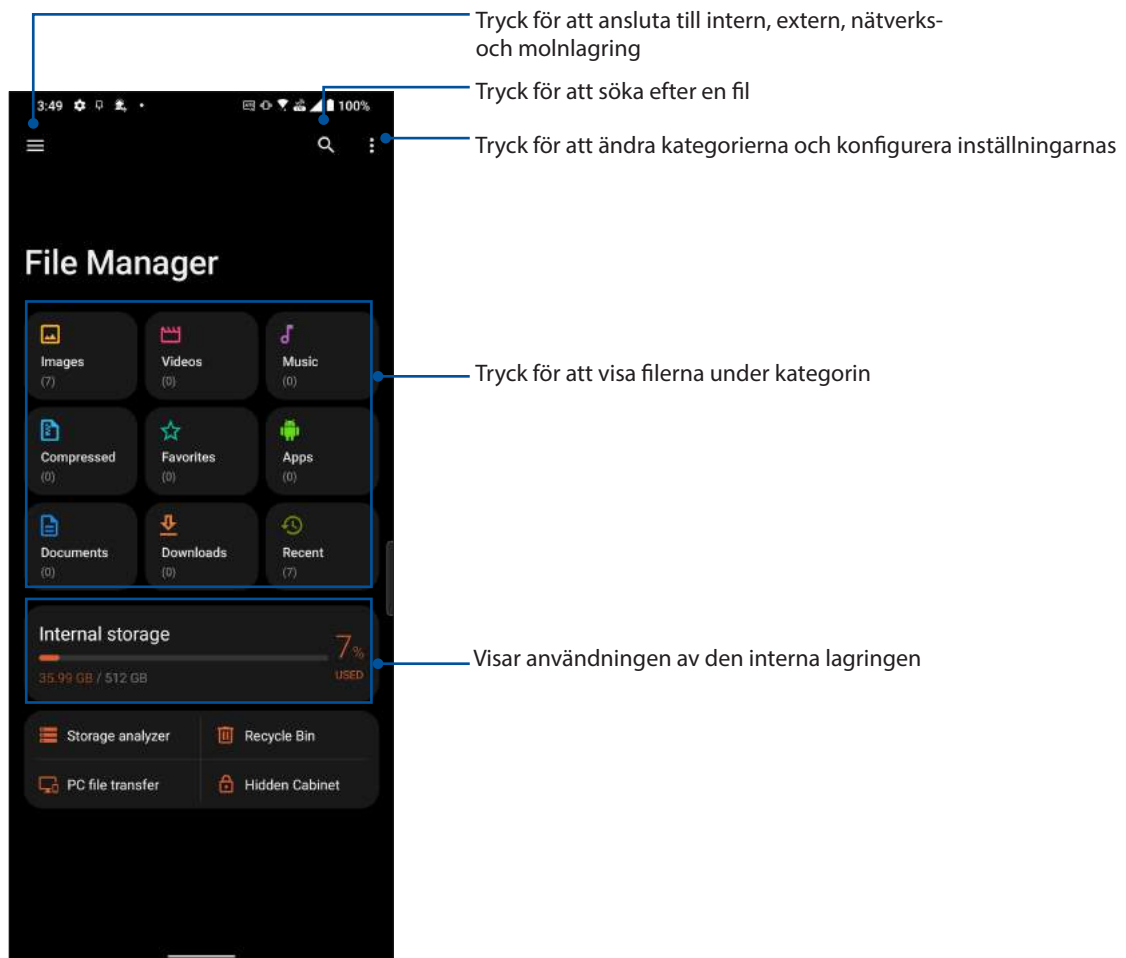 Tryck för att ansluta till intern, extern, nätverks-
och molnlagring
Tryck för att söka efter en fil
3:49
100%
Tryck för att ändra kategorierna och konfigurera inställningarnas
File Manager
Images
(7)
Videos
(0)
Music
(0)
Tryck för att visa filerna under kategorin
Compressed
(0)
Favorites
(0)
Apps
(0)
Documents
(0)
Downloads
(0)
Recent
(7)
Internal storage
7%
35.99 GB / 512 GB
USED
Visar användningen av den interna lagringen
Storage analyzer
Recycle Bin
PC file transfer
Hidden Cabinet